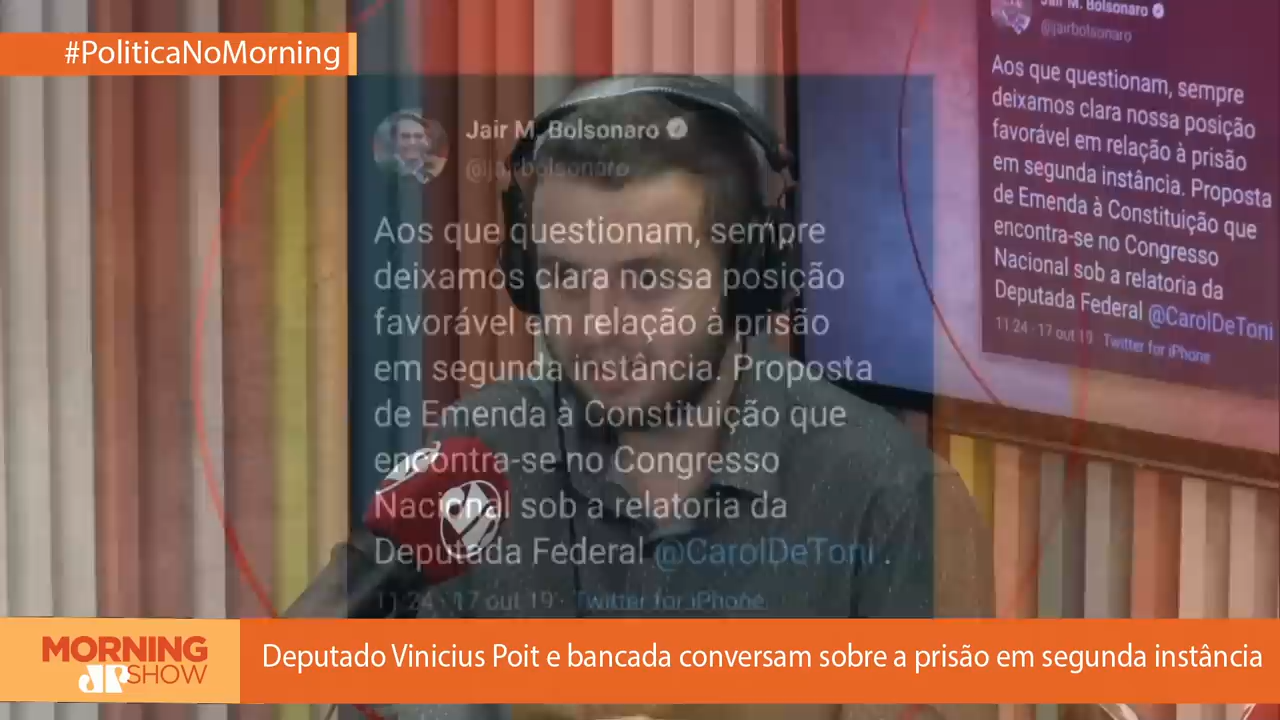 #PoliticaNoMorning
Jair M. Bolsonaro
@jairbolsonaro
Aos que questionam, sempre
deixamos clara nossa posição
favorável em relação à prisão
em segunda instância. Proposta
de Emenda à Constituição que
encontra-se no Congresso
Nacional sob a relatoria da
Deputada Federal @CarolDeToni .
11:24 · 17 out 19 · Twitter for iPhone
Jair M. Bolsonaro
@jairbolsonaro
Aos que questionam, sempre
deixamos clara nossa posição
favorável em relação à prisão
em segunda instância. Proposta
de Emenda à Constituição que
encontra-se no Congresso
Nacional sob a relatoria da
Deputada Federal @CarolDeToni
11:24 · 17 out 19 Twitter for iPhone
MORNING
JP SHOW
Deputado Vinicius Poit e bancada conversam sobre a prisão em segunda instância